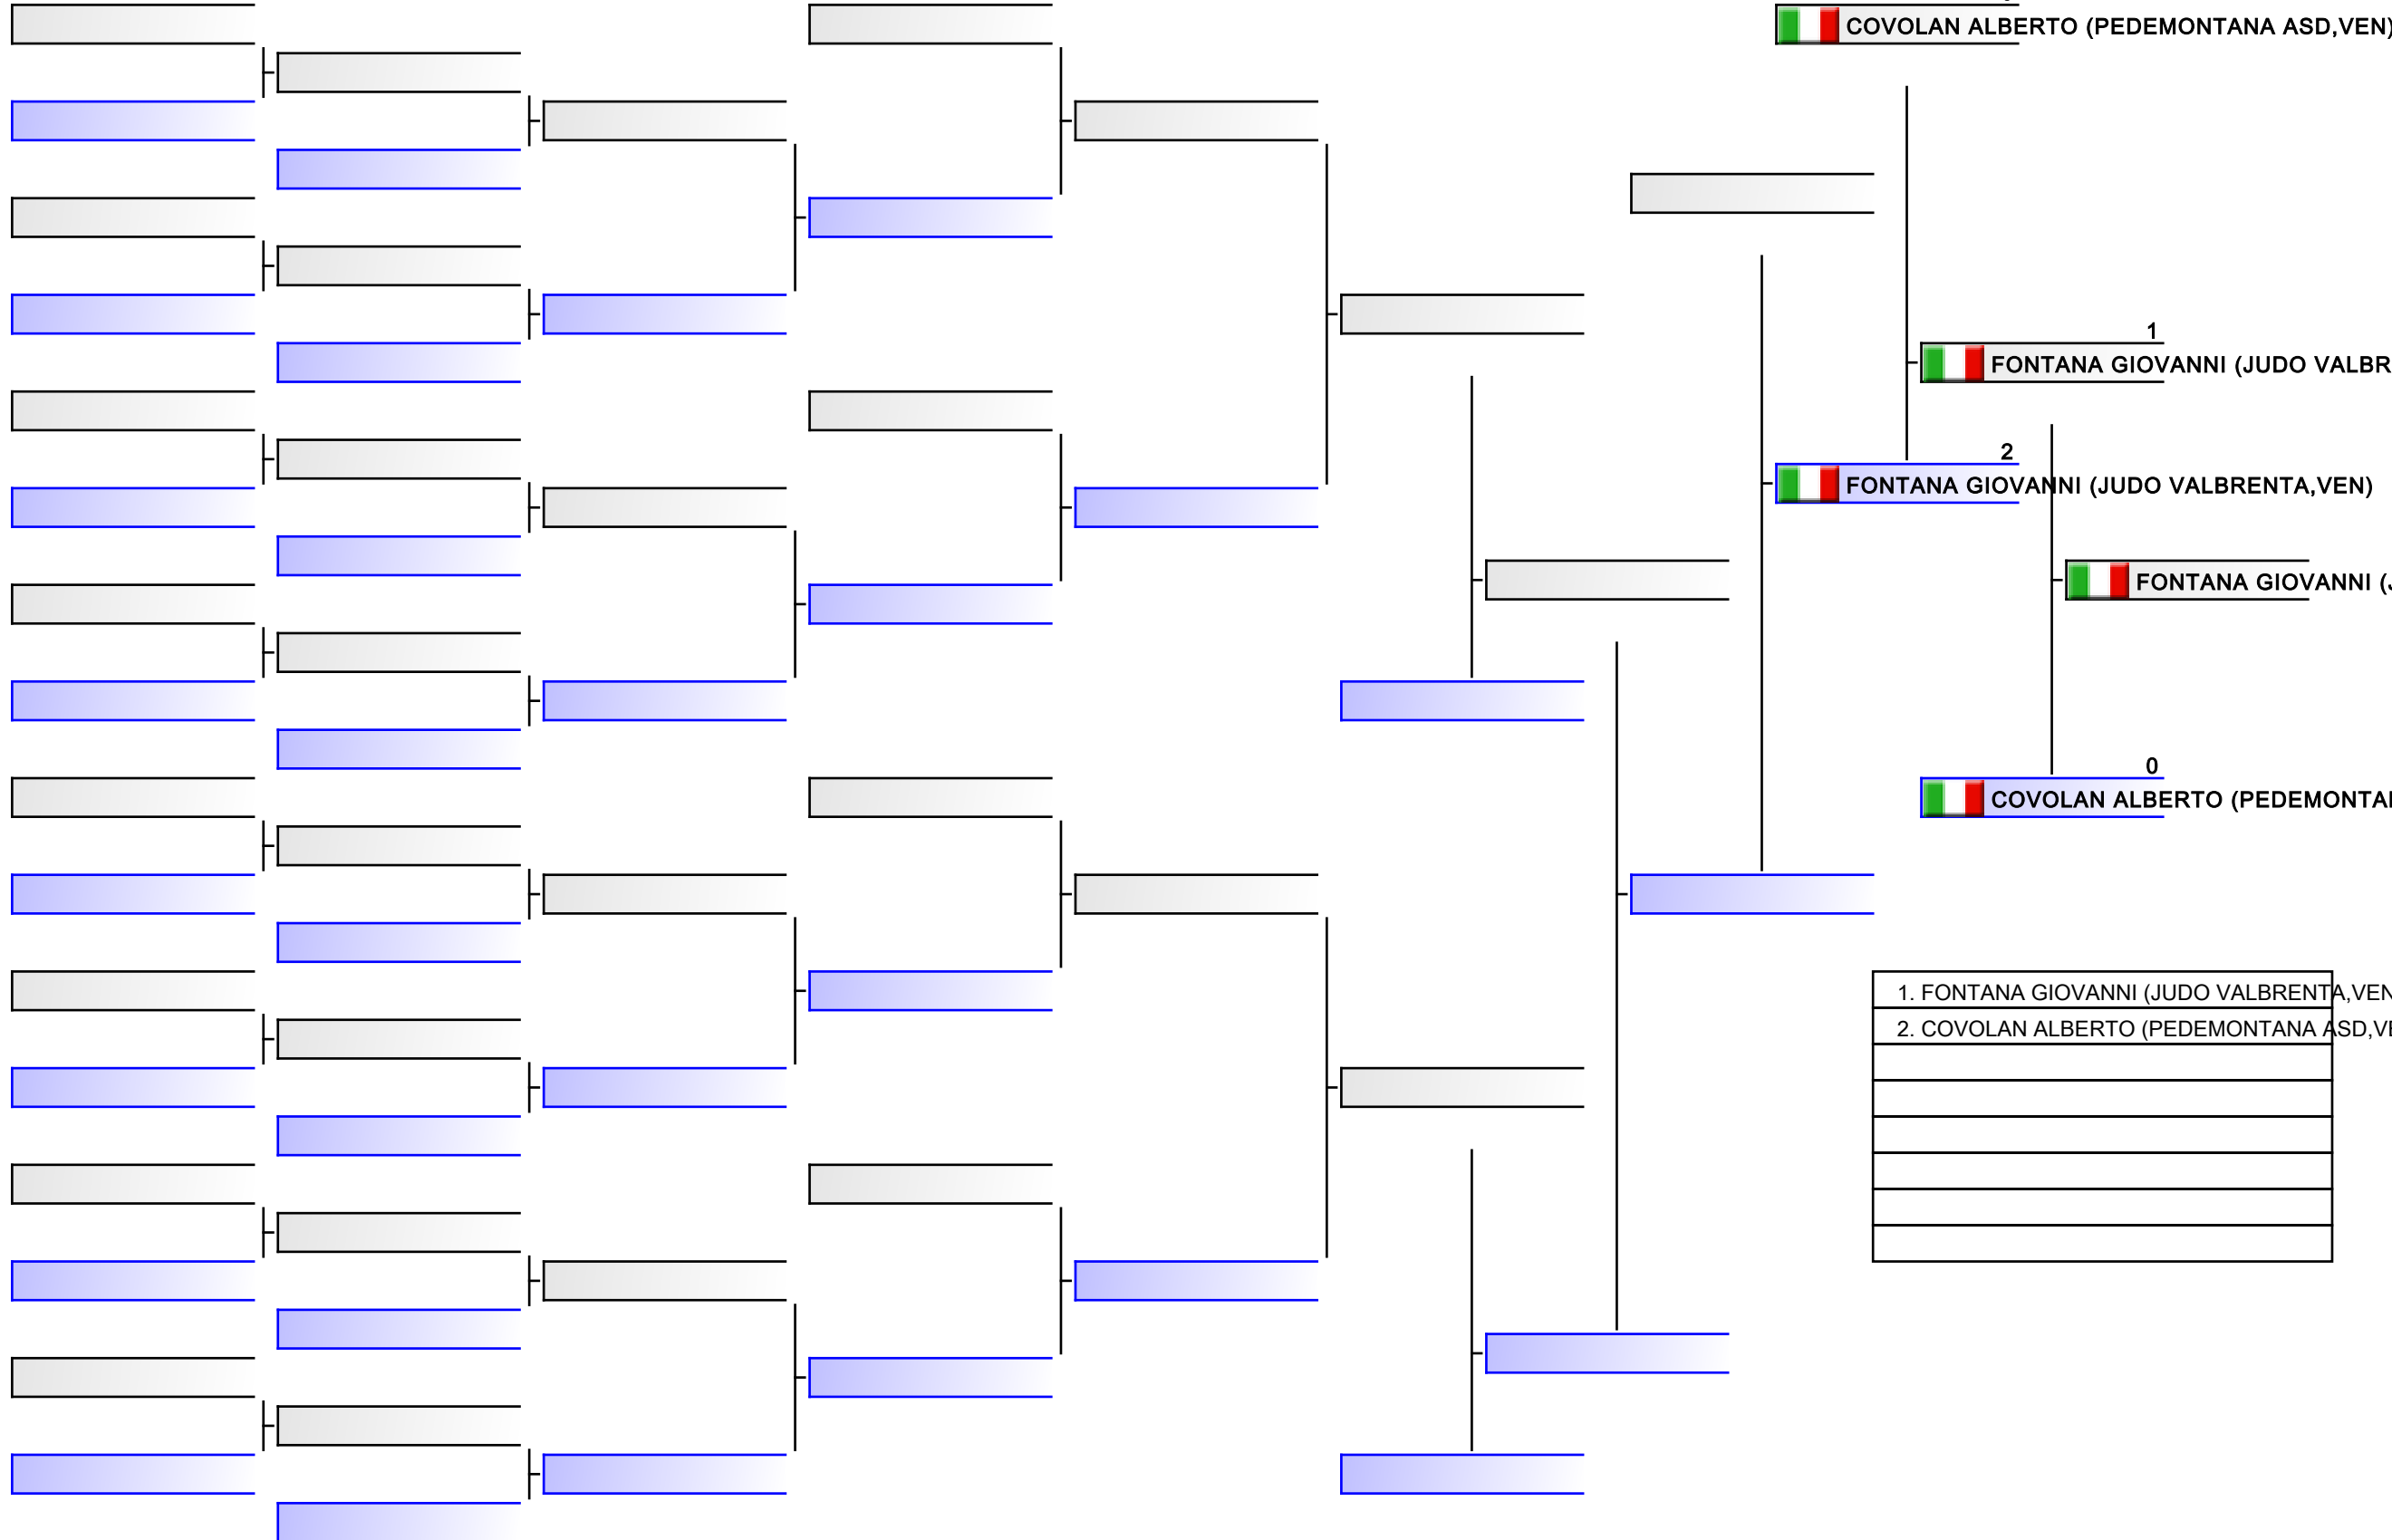 COVOLAN ALBERTO (PEDEMONTANA ASD,VEN)
1
FONTANA GIOVANNI (JUDO VALBR
2
FONTANA GIOVANNI (JUDO VALBRENTA,VEN)
FONTANA GIOVANNI (
0
COVOLAN ALBERTO (PEDEMONTA
1. FONTANA GIOVANNI (JUDO VALBRENTA,VEN
2. COVOLAN ALBERTO (PEDEMONTANA ASD,VE